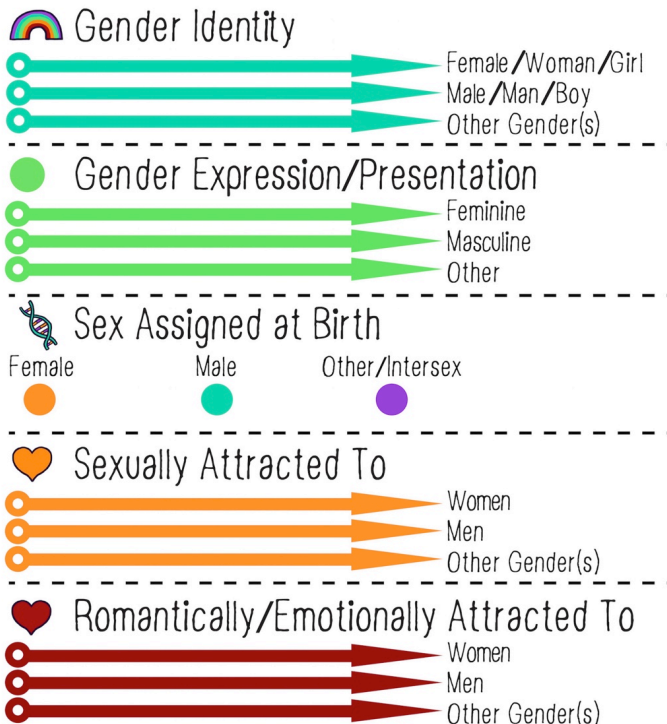 Gender Identity
Female/Woman/Girl
Male/Man/Boy
Other Gender(s)
Gender Expression/Presentation
Feminine
Masculine
Other
Sex Assigned at Birth
Female Male Other/Intersex
Sexually Attracted To
Women
Men
Other Gender(s)
Romantically/Emotionally Attracted To
Women
Men
Other Gender(s)